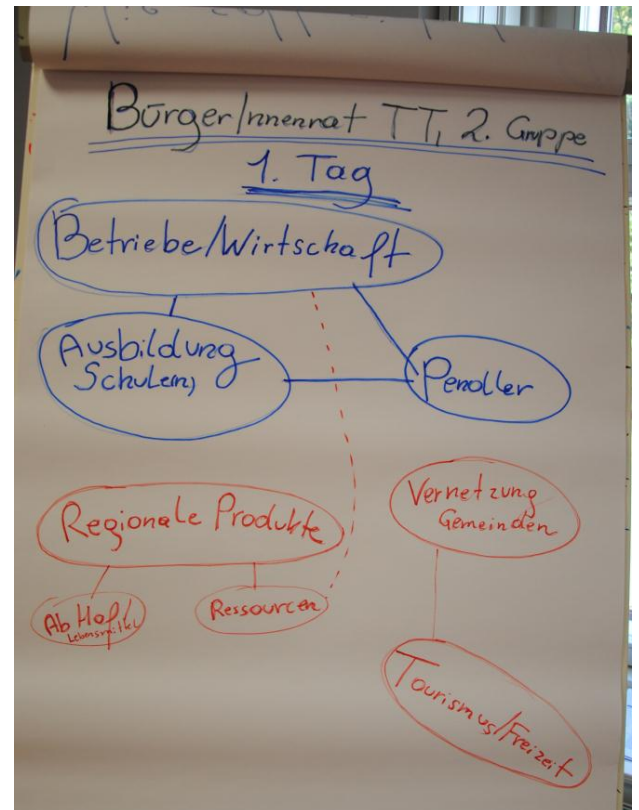 BürgerInnenrat TT, 2. Gruppe
1. Tag
Betriebe/Wirtschaft
Ausbildung
Schulen,
Pendler
Regionale Produkte
Vernetzung
Gemeinden
Ab Hof/
Lebensmittel
Ressourcen
Tourismus/Freizeit